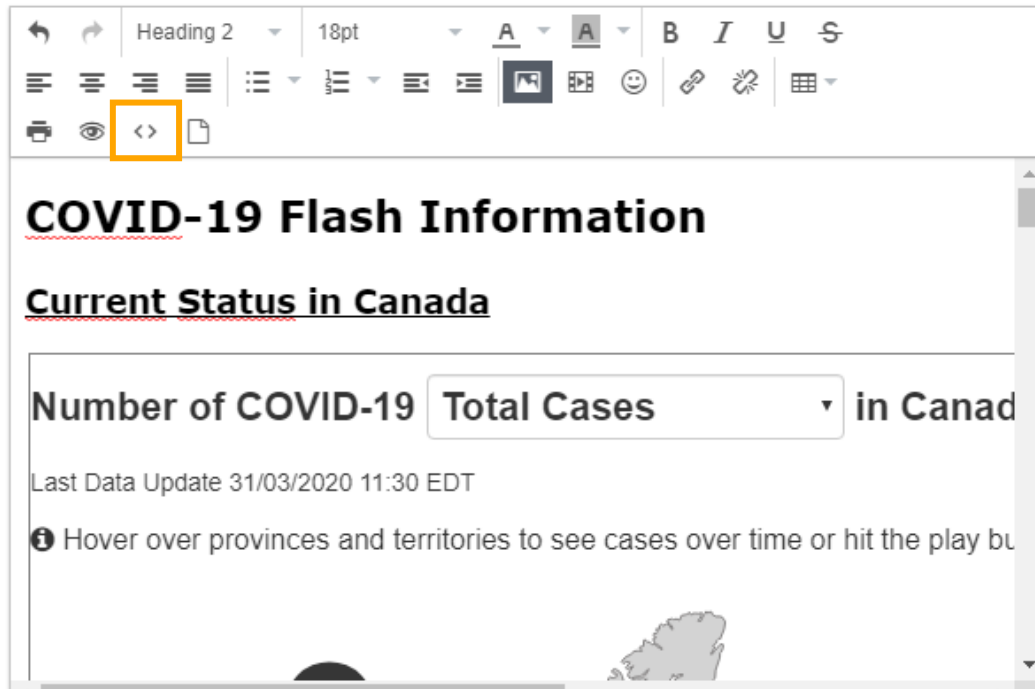 Heading 2 18pt A A B I U S
COVID-19 Flash Information
Current Status in Canada
Number of COVID-19 Total Cases in Canad
Last Data Update 31/03/2020 11:30 EDT
Hover over provinces and territories to see cases over time or hit the play bu